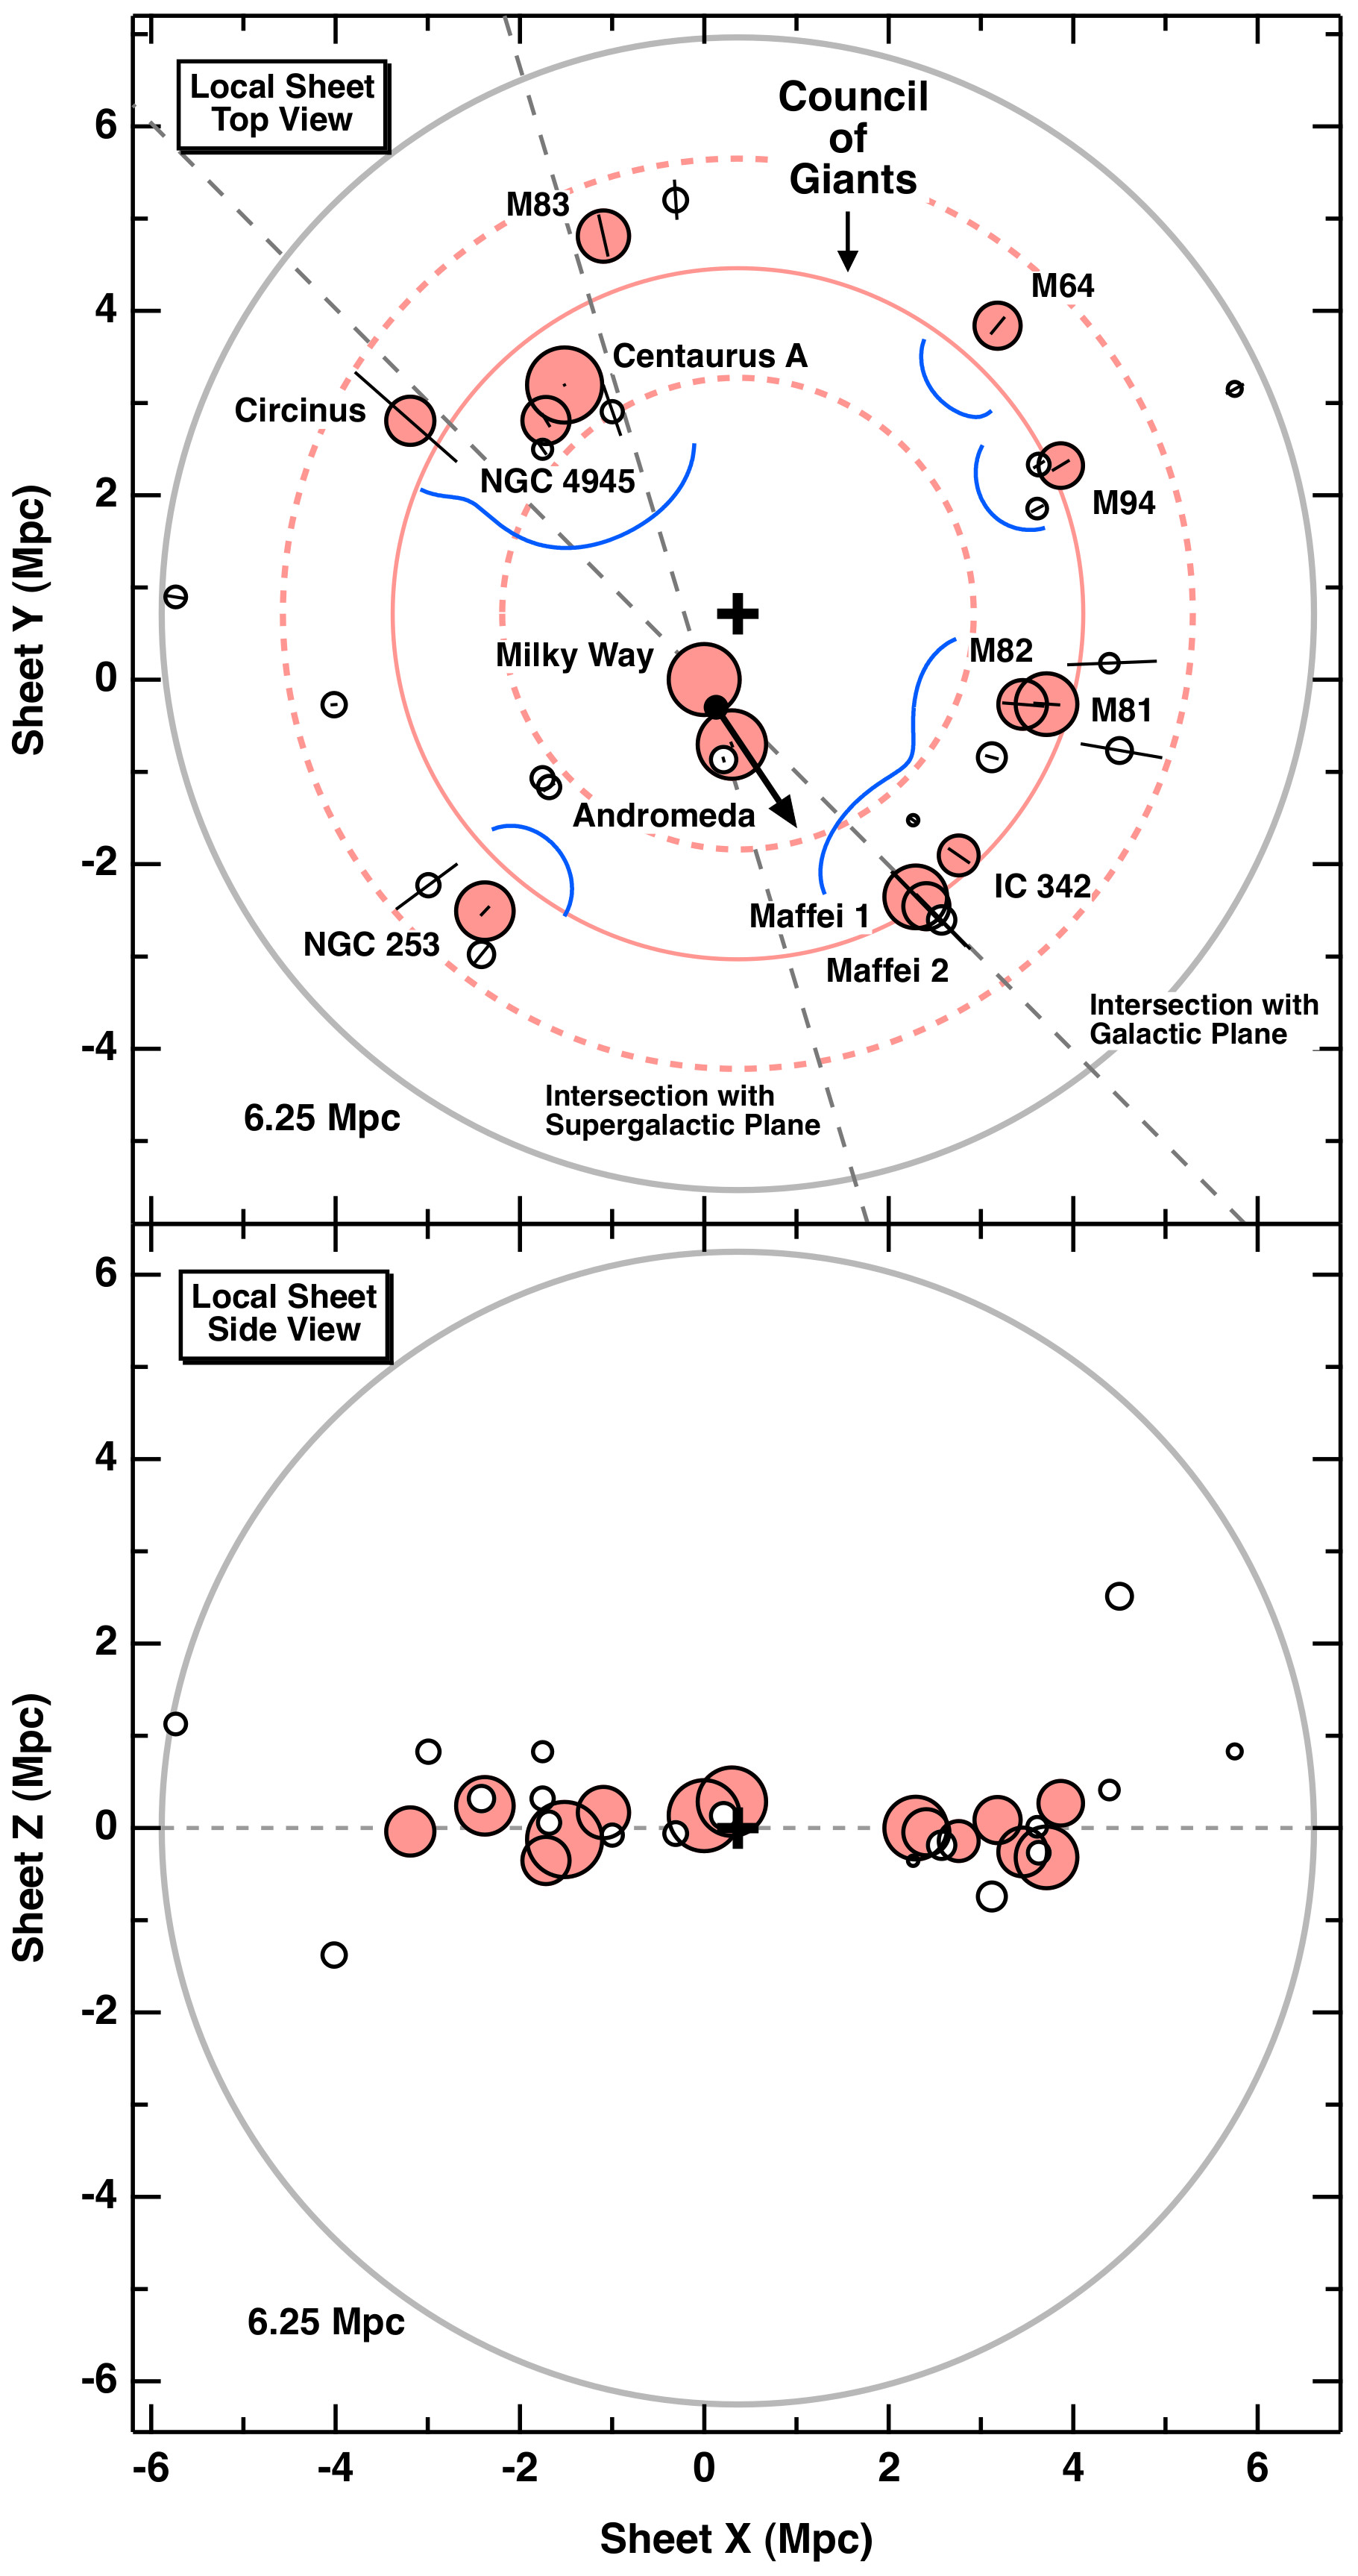 Local Sheet
Top View
Council
of
Giants
M83
M64
Centaurus A
Circinus
NGC 4945
M94
Milky Way
M82
M81
Andromeda
IC 342
Maffei 1
NGC 253
Maffei 2
Intersection with
Galactic Plane
Intersection with
Supergalactic Plane
6.25 Mpc
6
4
2
0
-2
-4
Sheet Y (Mpc)
Local Sheet
Side View
6.25 Mpc
6
4
2
0
-2
-4
-6
Sheet Z (Mpc)
-6 -4 -2 0 2 4 6
Sheet X (Mpc)